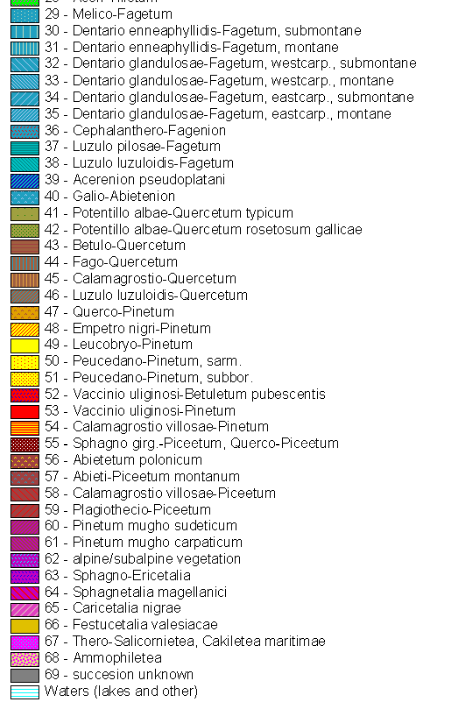 29 - Melico-Fagetum
30 - Dentario enneaphyllidis-Fagetum, submontane
31 - Dentario enneaphyllidis-Fagetum, montane
32 - Dentario glandulosae-Fagetum, westcarp., submontane
33 - Dentario glandulosae-Fagetum, westcarp., montane
34 - Dentario glandulosae-Fagetum, eastcarp., submontane
35 - Dentario glandulosae-Fagetum, eastcarp., montane
36 - Cephalanthero-Fagenion
37 - Luzulo pilosae-Fagetum
38 - Luzulo luzuloidis-Fagetum
39 - Acerenion pseudoplatani
40 - Galio-Abietenion
41 - Potentillo albae-Quercetum typicum
42 - Potentillo albae-Quercetum rosetosum gallicae
43 - Betulo-Quercetum
44 - Fago-Quercetum
45 - Calamagrostio-Quercetum
46 - Luzulo luzuloidis-Quercetum
47 - Querco-Pinetum
48 - Empetro nigri-Pinetum
49 - Leucobryo-Pinetum
50 - Peucedano-Pinetum, sarm.
51 - Peucedano-Pinetum, subbor.
52 - Vaccinio uliginosi-Betuletum pubescentis
53 - Vaccinio uliginosi-Pinetum
54 - Calamagrostio villosae-Pinetum
55 - Sphagno girg.-Piceetum, Querco-Piceetum
56 - Abietetum polonicum
57 - Abieti-Piceetum montanum
58 - Calamagrostio villosae-Piceetum
59 - Plagiothecio-Piceetum
60 - Pinetum mugho sudeticum
61 - Pinetum mugho carpaticum
62 - alpine/subalpine vegetation
63 - Sphagno-Ericetalia
64 - Sphagnetalia magellanici
65 - Caricetalia nigrae
66 - Festucetalia valesiacae
67 - Thero-Salicornietea, Cakiletea maritimae
68 - Ammophiletea
69 - succesion unknown
Waters (lakes and other)